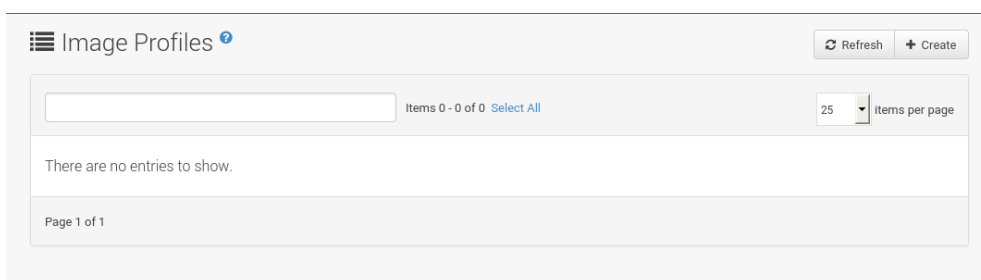 Image Profiles ?
Refresh Create
Items 0 - 0 of 0 Select All 25 items per page
There are no entries to show.
Page 1 of 1